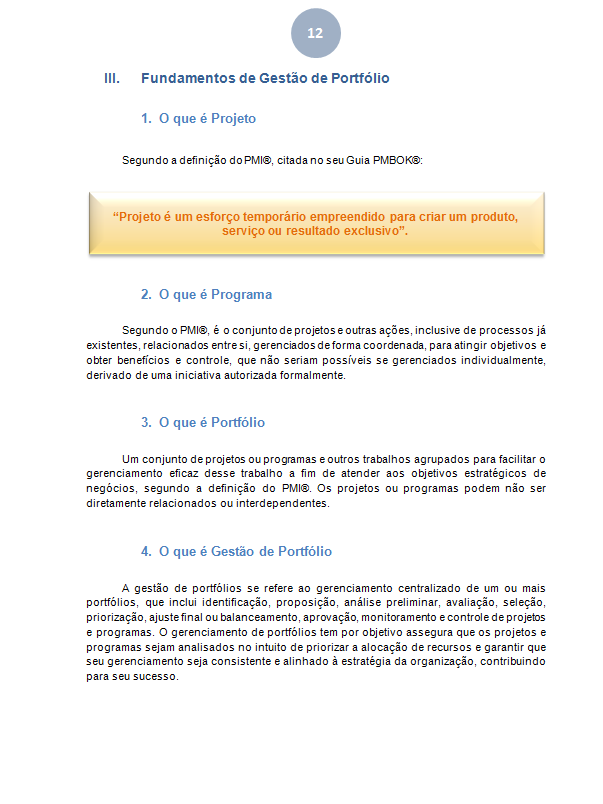 12
III. Fundamentos de Gestão de Portfólio
1. O que é Projeto
Segundo a definição do PMI®, citada no seu Guia PMBOK®:
“Projeto é um esforço temporário empreendido para criar um produto,
serviço ou resultado exclusivo”.
2. O que é Programa
Segundo o PMI®, é o conjunto de projetos e outras ações, inclusive de processos já
existentes, relacionados entre si, gerenciados de forma coordenada, para atingir objetivos e
obter benefícios e controle, que não seriam possíveis se gerenciados individualmente,
derivado de uma iniciativa autorizada formalmente.
3. O que é Portfólio
Um conjunto de projetos ou programas e outros trabalhos agrupados para facilitar o
gerenciamento eficaz desse trabalho a fim de atender aos objetivos estratégicos de
negócios, segundo a definição do PMI®. Os projetos ou programas podem não ser
diretamente relacionados ou interdependentes.
4. O que é Gestão de Portfólio
A gestão de portfólios se refere ao gerenciamento centralizado de um ou mais
portfólios, que inclui identificação, proposição, análise preliminar, avaliação, seleção,
priorização, ajuste final ou balanceamento, aprovação, monitoramento e controle de projetos
e programas. O gerenciamento de portfólios tem por objetivo assegura que os projetos e
programas sejam analisados no intuito de priorizar a alocação de recursos e garantir que
seu gerenciamento seja consistente e alinhado à estratégia da organização, contribuindo
para seu sucesso.